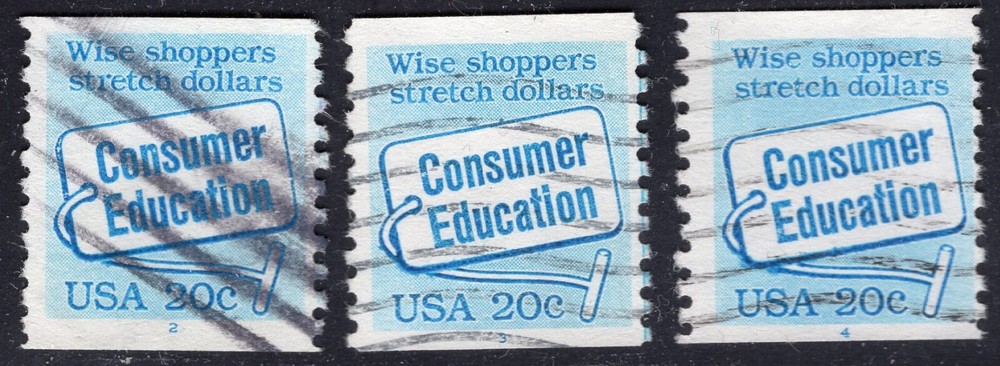 Wise shoppers
stretch dollars
Consumer
Education
USA 20c
2
Wise shoppers
stretch dollars
Consumer
Education
USA 20c
3
Wise shoppers
stretch dollars
Consumer
Education
USA 20c
4